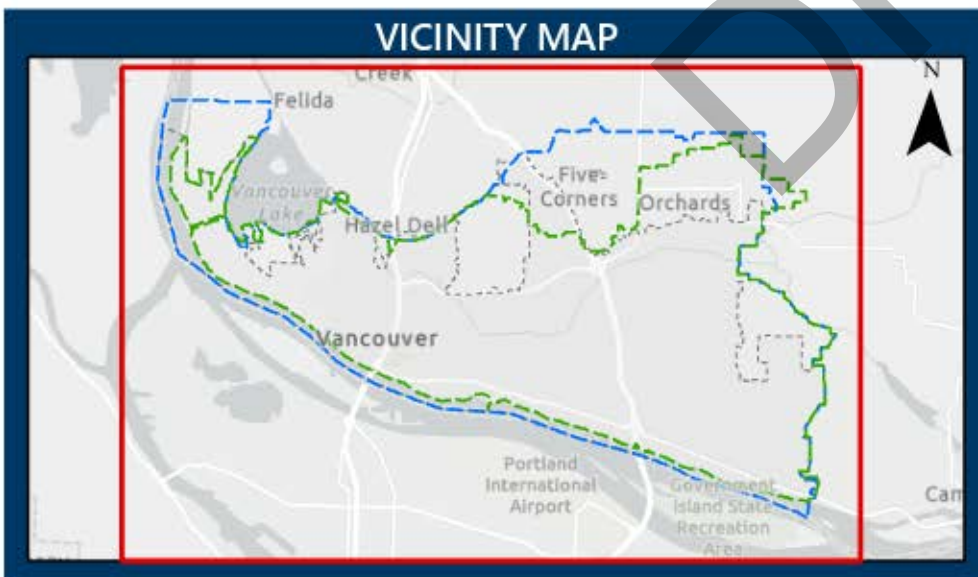 VICINITY MAP
Creek
N
Felida
Five
Corners
Vancouver
Lake
Orchards
Hazel Dell
Vancouver
Portland
International
Airport
Government
Island State
Recreation
Area
Cam